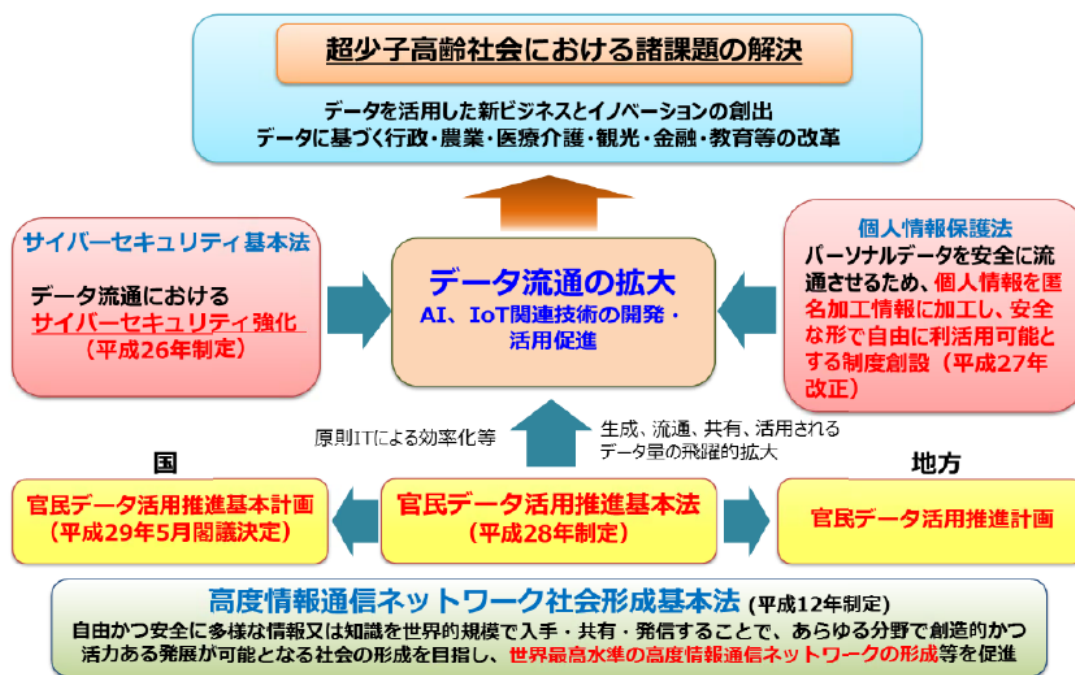 超少子高齢社会における諸課題の解決
データを活用した新ビジネスとイノベーションの創出
データに基づく行政・農業・医療介護・観光・金融・教育等の改革
サイバーセキュリティ基本法
データ流通における
サイバーセキュリティ強化
（平成26年制定）
データ流通の拡大
AI、IoT関連技術の開発・
活用促進
個人情報保護法
パーソナルデータを安全に流
通させるため、個人情報を匿
名加工情報に加工し、安全
な形で自由に利活用可能と
する制度創設（平成27年
改正）
原則ITによる効率化等
生成、流通、共有、活用される
データ量の飛躍的拡大
国
地方
官民データ活用推進基本計画
（平成29年5月閣議決定）
官民データ活用推進基本法
（平成28年制定）
官民データ活用推進計画
高度情報通信ネットワーク社会形成基本法 (平成12年制定)
自由かつ安全に多様な情報又は知識を世界的規模で入手・共有・発信することで、あらゆる分野で創造的かつ
活力ある発展が可能となる社会の形成を目指し、世界最高水準の高度情報通信ネットワークの形成等を促進